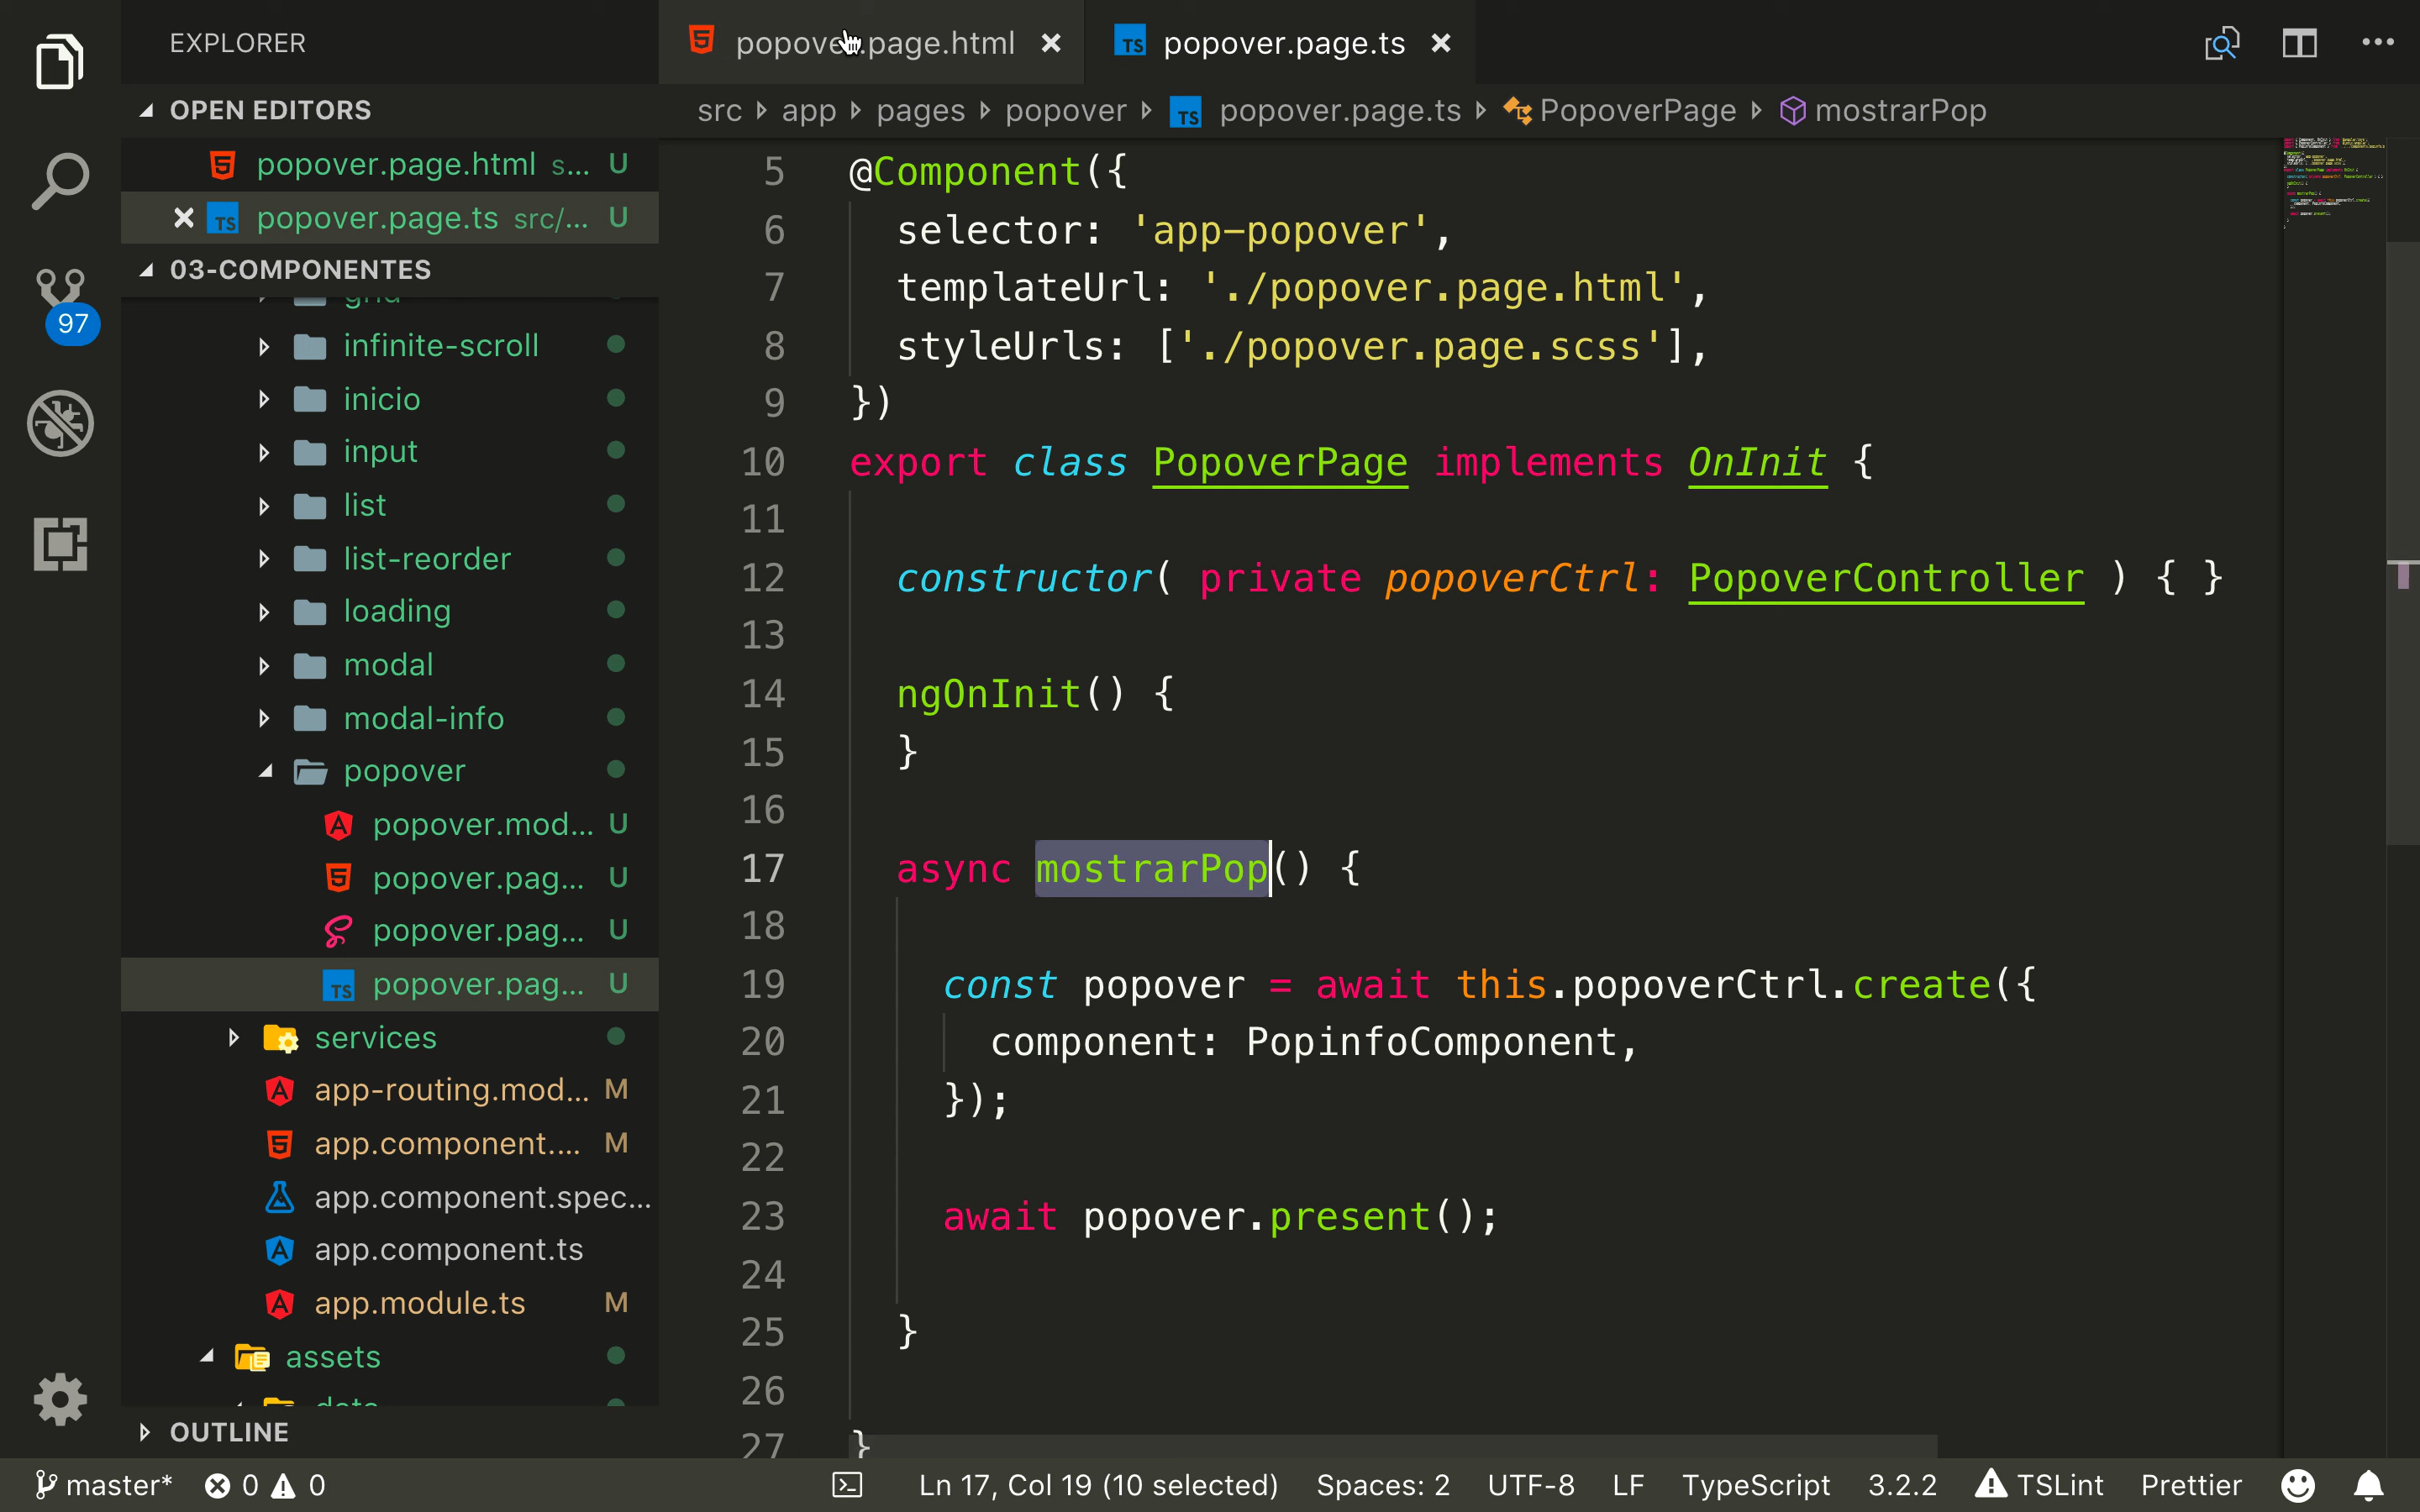 EXPLORER
OPEN EDITORS
popover.page.html s... U
popover.page.ts src/... U
03-COMPONENTES
grid
infinite-scroll
inicio
input
list
list-reorder
loading
modal
modal-info
popover
popover.mod... U
popover.pag... U
popover.pag... U
TS popover.pag... U
services
app-routing.mod... M
app.component.... M
app.component.spec...
app.component.ts
app.module.ts M
assets
data
OUTLINE
97
popover.page.html
TS popover.page.ts
src app pages popover TS popover.page.ts PopoverPage mostrarPop
5 @Component({
6 selector: 'app-popover',
7 templateUrl: './popover.page.html',
8 styleUrls: ['./popover.page.scss'],
9 })
10 export class PopoverPage implements OnInit {
11
12 constructor( private popoverCtrl: PopoverController ) { }
13
14 ngOnInit() {
15 }
16
17 async mostrarPop() {
18
19 const popover = await this.popoverCtrl.create({
20 component: PopinfoComponent,
21 });
22
23 await popover.present();
24
25 }
26
27 }
master* 0 0 Ln 17, Col 19 (10 selected) Spaces: 2 UTF-8 LF TypeScript 3.2.2 TSLint Prettier